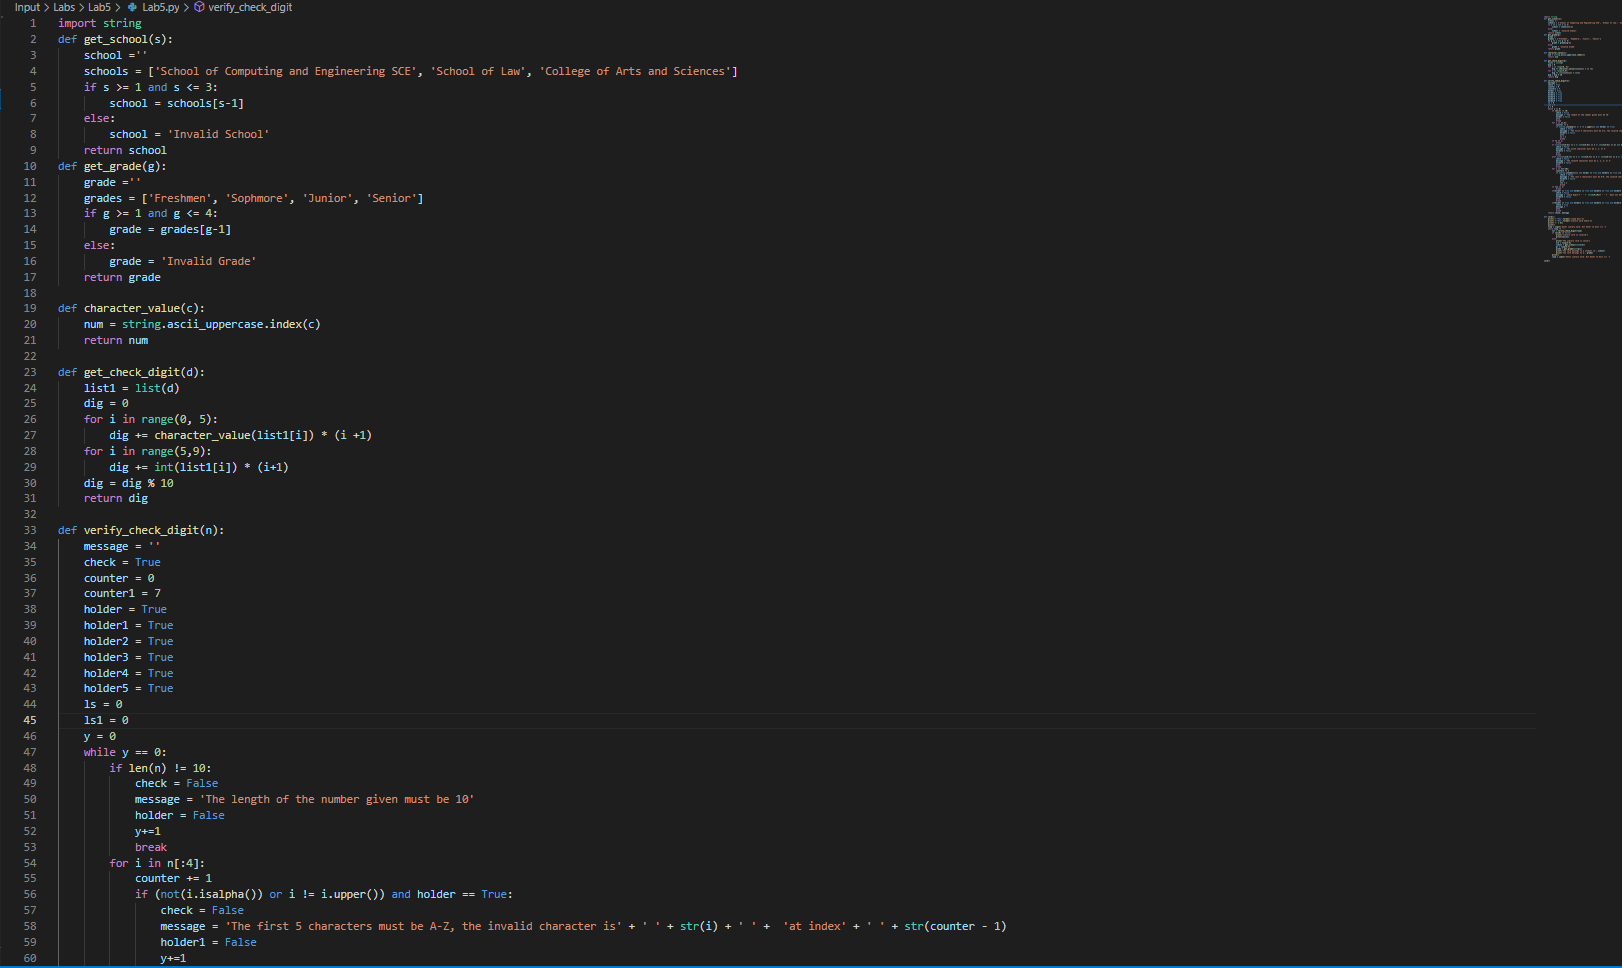 Input > Labs > Lab5 > Lab5.py > verify_check_digit
1 import string
2 def get_school(s):
3     school =''
4     schools = ['School of Computing and Engineering SCE', 'School of Law', 'College of Arts and Sciences']
5     if s >= 1 and s <= 3:
6         school = schools[s-1]
7     else:
8         school = 'Invalid School'
9     return school
10 def get_grade(g):
11     grade =''
12     grades = ['Freshmen', 'Sophmore', 'Junior', 'Senior']
13     if g >= 1 and g <= 4:
14         grade = grades[g-1]
15     else:
16         grade = 'Invalid Grade'
17     return grade
18
19 def character_value(c):
20     num = string.ascii_uppercase.index(c)
21     return num
22
23 def get_check_digit(d):
24     list1 = list(d)
25     dig = 0
26     for i in range(0, 5):
27         dig += character_value(list1[i]) * (i +1)
28     for i in range(5,9):
29         dig += int(list1[i]) * (i+1)
30     dig = dig % 10
31     return dig
32
33 def verify_check_digit(n):
34     message = ''
35     check = True
36     counter = 0
37     counter1 = 7
38     holder = True
39     holder1 = True
40     holder2 = True
41     holder3 = True
42     holder4 = True
43     holder5 = True
44     ls = 0
45     ls1 = 0
46     y = 0
47     while y == 0:
48         if len(n) != 10:
49             check = False
50             message = 'The length of the number given must be 10'
51             holder = False
52             y+=1
53             break
54         for i in n[:4]:
55             counter += 1
56             if (not(i.isalpha()) or i != i.upper()) and holder == True:
57                 check = False
58                 message = 'The first 5 characters must be A-Z, the invalid character is' + ' ' + str(i) + ' ' +  'at index' + ' ' + str(counter - 1)
59                 holder1 = False
60                 y+=1